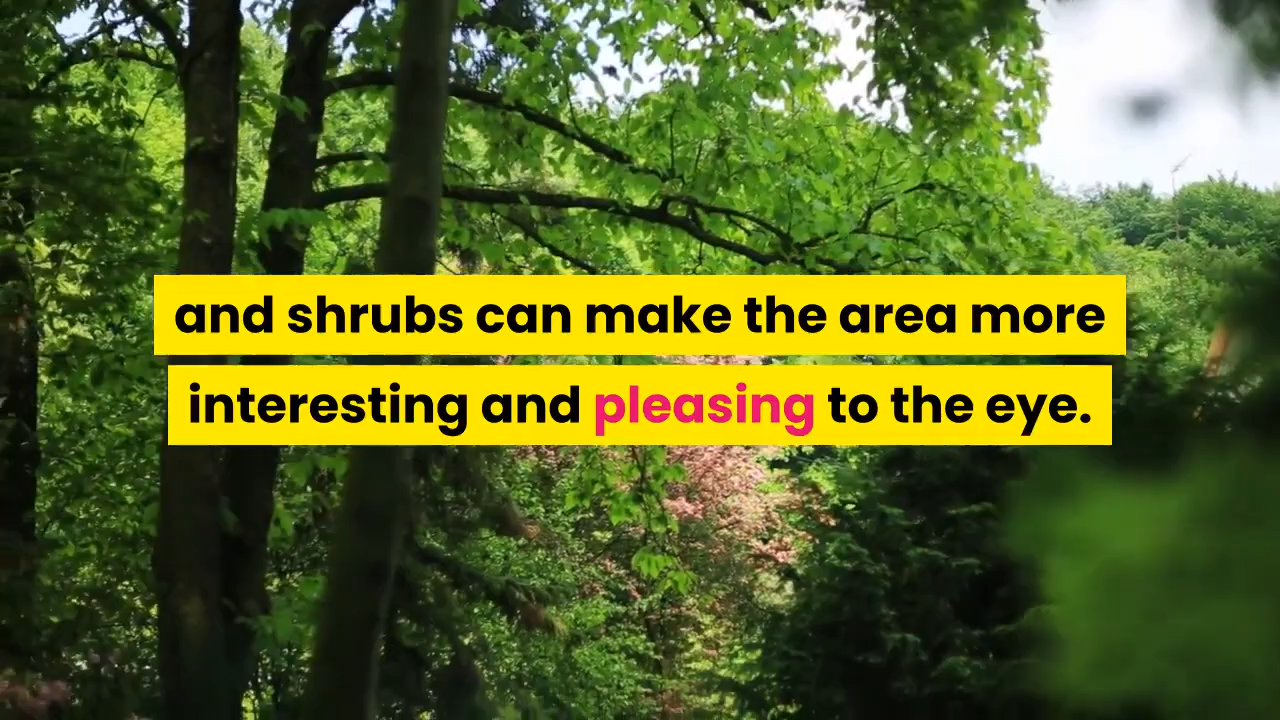 and shrubs can make the area more
interesting and pleasing to the eye.